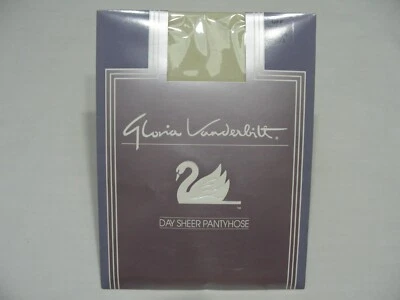 Gloria Vanderbilt.
DAY SHEER PANTYHOSE